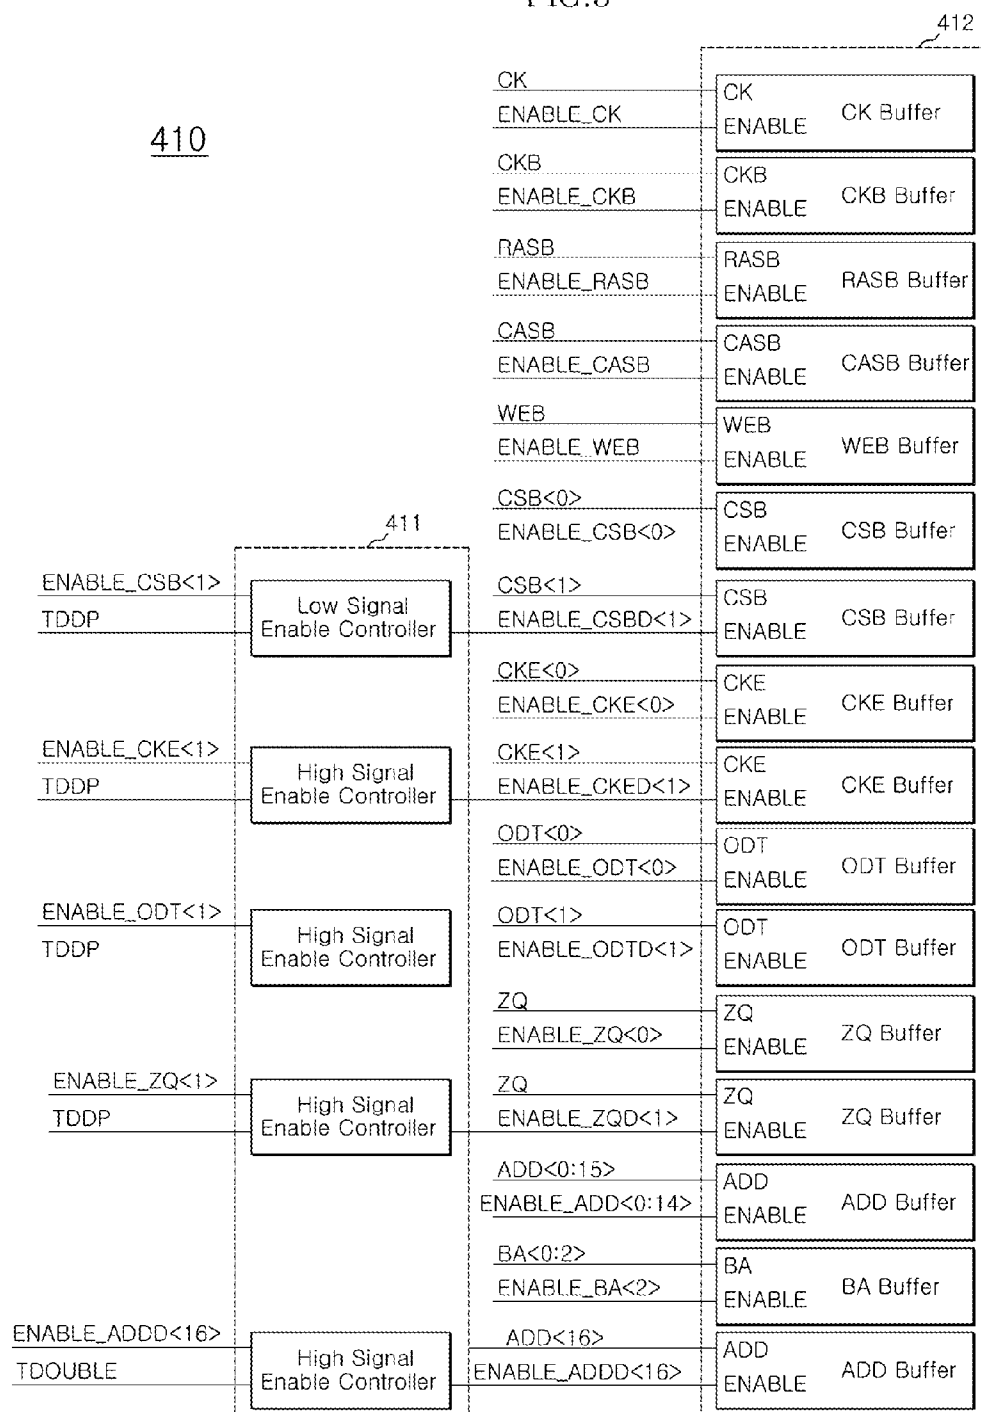 412
410
CK
ENABLE_CK
CK
ENABLE
CK Buffer
CKB
ENABLE_CKB
CKB
ENABLE
CKB Buffer
RASB
ENABLE_RASB
RASB
ENABLE
RASB Buffer
CASB
ENABLE_CASB
CASB
ENABLE
CASB Buffer
WEB
ENABLE_WEB
WEB
ENABLE
WEB Buffer
CSB<0>
ENABLE_CSB<0>
CSB
ENABLE
CSB Buffer
411
ENABLE_CSB<1>
TDDP
Low Signal
Enable Controller
CSB<1>
ENABLE_CSBD<1>
CSB
ENABLE
CSB Buffer
CKE<0>
ENABLE_CKE<0>
CKE
ENABLE
CKE Buffer
ENABLE_CKE<1>
TDDP
High Signal
Enable Controller
CKE<1>
ENABLE_CKED<1>
CKE
ENABLE
CKE Buffer
ODT<0>
ENABLE_ODT<0>
ODT
ENABLE
ODT Buffer
ENABLE_ODT<1>
TDDP
High Signal
Enable Controller
ODT<1>
ENABLE_ODTD<1>
ODT
ENABLE
ODT Buffer
ZQ
ENABLE_ZQ<0>
ZQ
ENABLE
ZQ Buffer
ENABLE_ZQ<1>
TDDP
High Signal
Enable Controller
ZQ
ENABLE_ZQD<1>
ZQ
ENABLE
ZQ Buffer
ADD<0:15>
ENABLE_ADD<0:14>
ADD
ENABLE
ADD Buffer
BA<0:2>
ENABLE_BA<2>
BA
ENABLE
BA Buffer
ENABLE_ADDD<16>
TDOUBLE
High Signal
Enable Controller
ADD<16>
ENABLE_ADDD<16>
ADD
ENABLE
ADD Buffer